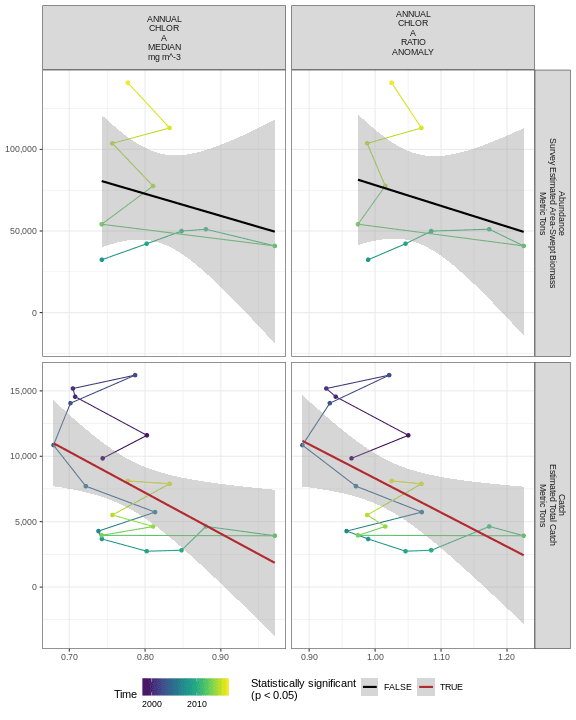 ANNUAL
CHLOR
A
MEDIAN
mg m^-3
ANNUAL
CHLOR
A
RATIO
ANOMALY
100,000
50,000
0
Abundance
Survey Estimated Area-Swept Biomass
Metric Tons
15,000
10,000
5,000
0
Catch
Estimated Total Catch
Metric Tons
0.70
0.80
0.90
0.90
1.00
1.10
1.20
Time
2000
2010
Statistically significant
(p < 0.05)
FALSE
TRUE